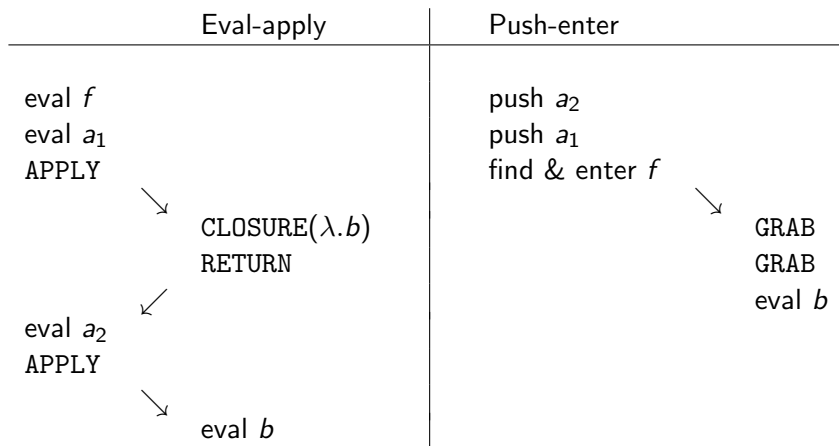 Eval-apply Push-enter
eval f push a₂
eval a₁ push a₁
APPLY find & enter f
↘ ↘
CLOSURE(λ.b) GRAB
RETURN GRAB
↙ eval b
eval a₂
APPLY
↘
eval b